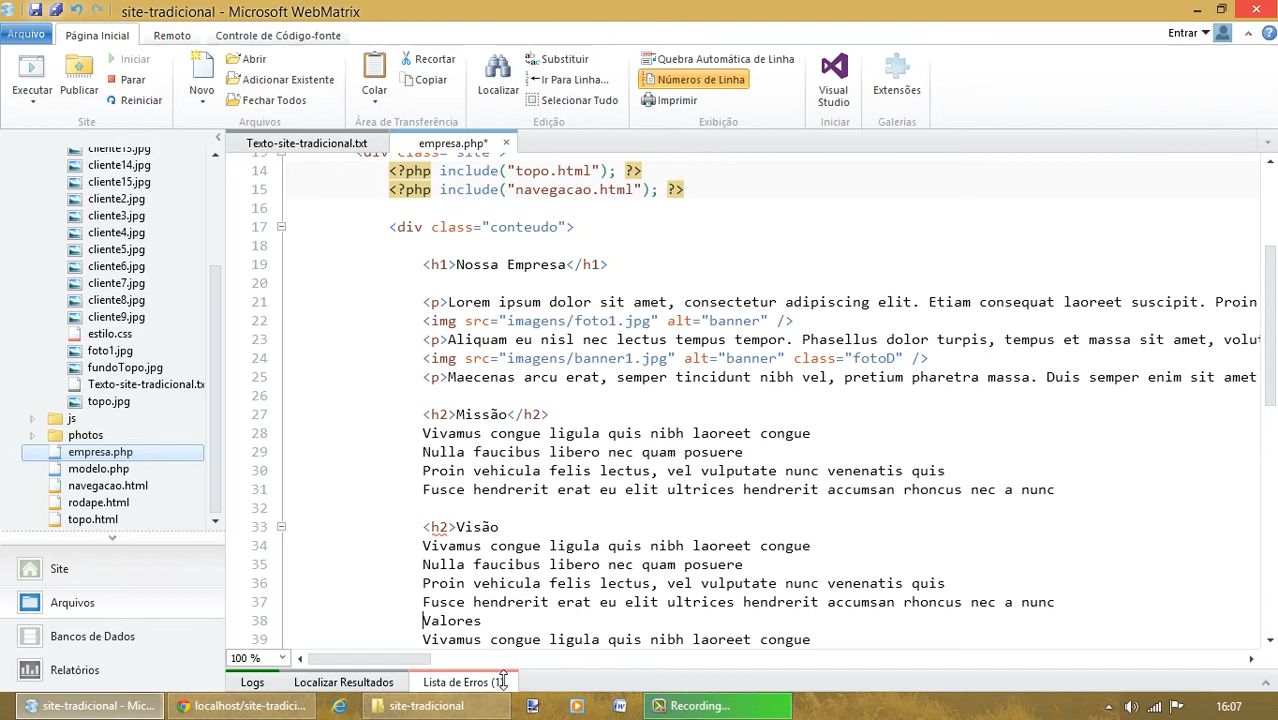 site-tradicional - Microsoft WebMatrix
Arquivo Página Inicial Remoto Controle de Código-fonte Entrar
Executar Publicar Iniciar Parar Reiniciar
Site
Novo Abrir Adicionar Existente Fechar Todos
Arquivos
Colar Recortar Copiar
Área de Transferência
Localizar Substituir Ir Para Linha... Selecionar Tudo
Edição
Quebra Automática de Linha
Números de Linha
Imprimir
Exibição
Visual Studio
Iniciar
Extensões
Galerias
cliente13.jpg
cliente14.jpg
cliente15.jpg
cliente2.jpg
cliente3.jpg
cliente4.jpg
cliente5.jpg
cliente6.jpg
cliente7.jpg
cliente8.jpg
cliente9.jpg
estilo.css
foto1.jpg
fundoTopo.jpg
Texto-site-tradicional.tx
topo.jpg
js
photos
empresa.php
modelo.php
navegacao.html
rodape.html
topo.html
Site
Arquivos
Bancos de Dados
Relatórios
Texto-site-tradicional.txt empresa.php* ×
15 <div class="site">
14 <?php include("topo.html"); ?>
15 <?php include("navegacao.html"); ?>
16
17 <div class="conteudo">
18
19 <h1>Nossa Empresa</h1>
20
21 <p>Lorem ipsum dolor sit amet, consectetur adipiscing elit. Etiam consequat laoreet suscipit. Proin
22 <img src="imagens/foto1.jpg" alt="banner" />
23 <p>Aliquam eu nisl nec lectus tempus tempor. Phasellus dolor turpis, tempus et massa sit amet, volut
24 <img src="imagens/banner1.jpg" alt="banner" class="fotoD" />
25 <p>Maecenas arcu erat, semper tincidunt nibh vel, pretium pharetra massa. Duis semper enim sit amet
26
27 <h2>Missão</h2>
28 Vivamus congue ligula quis nibh laoreet congue
29 Nulla faucibus libero nec quam posuere
30 Proin vehicula felis lectus, vel vulputate nunc venenatis quis
31 Fusce hendrerit erat eu elit ultrices hendrerit accumsan rhoncus nec a nunc
32
33 <h2>Visão
34 Vivamus congue ligula quis nibh laoreet congue
35 Nulla faucibus libero nec quam posuere
36 Proin vehicula felis lectus, vel vulputate nunc venenatis quis
37 Fusce hendrerit erat eu elit ultrices hendrerit accumsan rhoncus nec a nunc
38 Valores
39 Vivamus congue ligula quis nibh laoreet congue
100 %
Logs Localizar Resultados Lista de Erros (1)
site-tradicional - Mi... localhost/site-tradici... site-tradicional Recording... 16:07